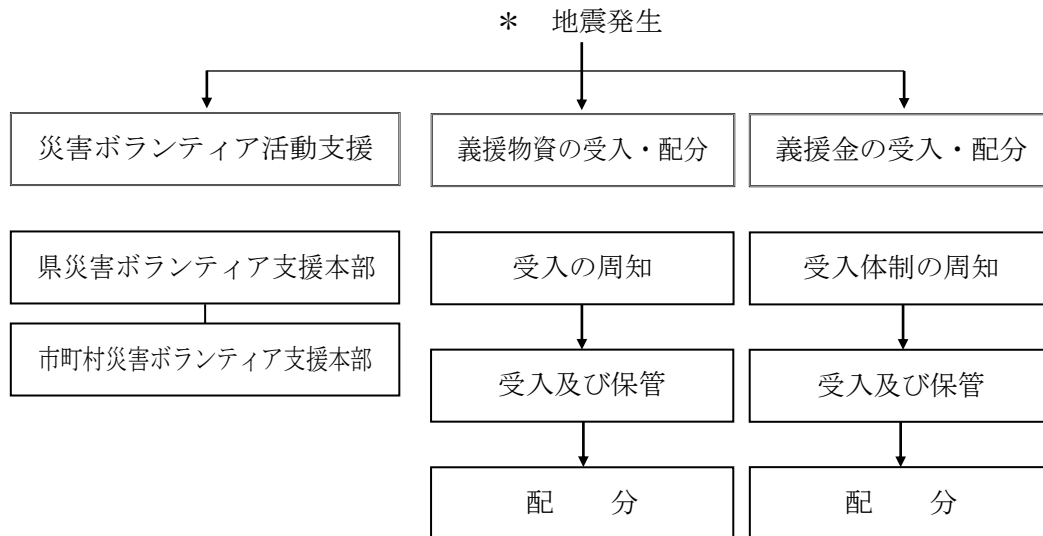 ＊　地震発生
災害ボランティア活動支援
義援物資の受入・配分
義援金の受入・配分
県災害ボランティア支援本部
市町村災害ボランティア支援本部
受入の周知
受入及び保管
配　　分
受入体制の周知
受入及び保管
配　　分